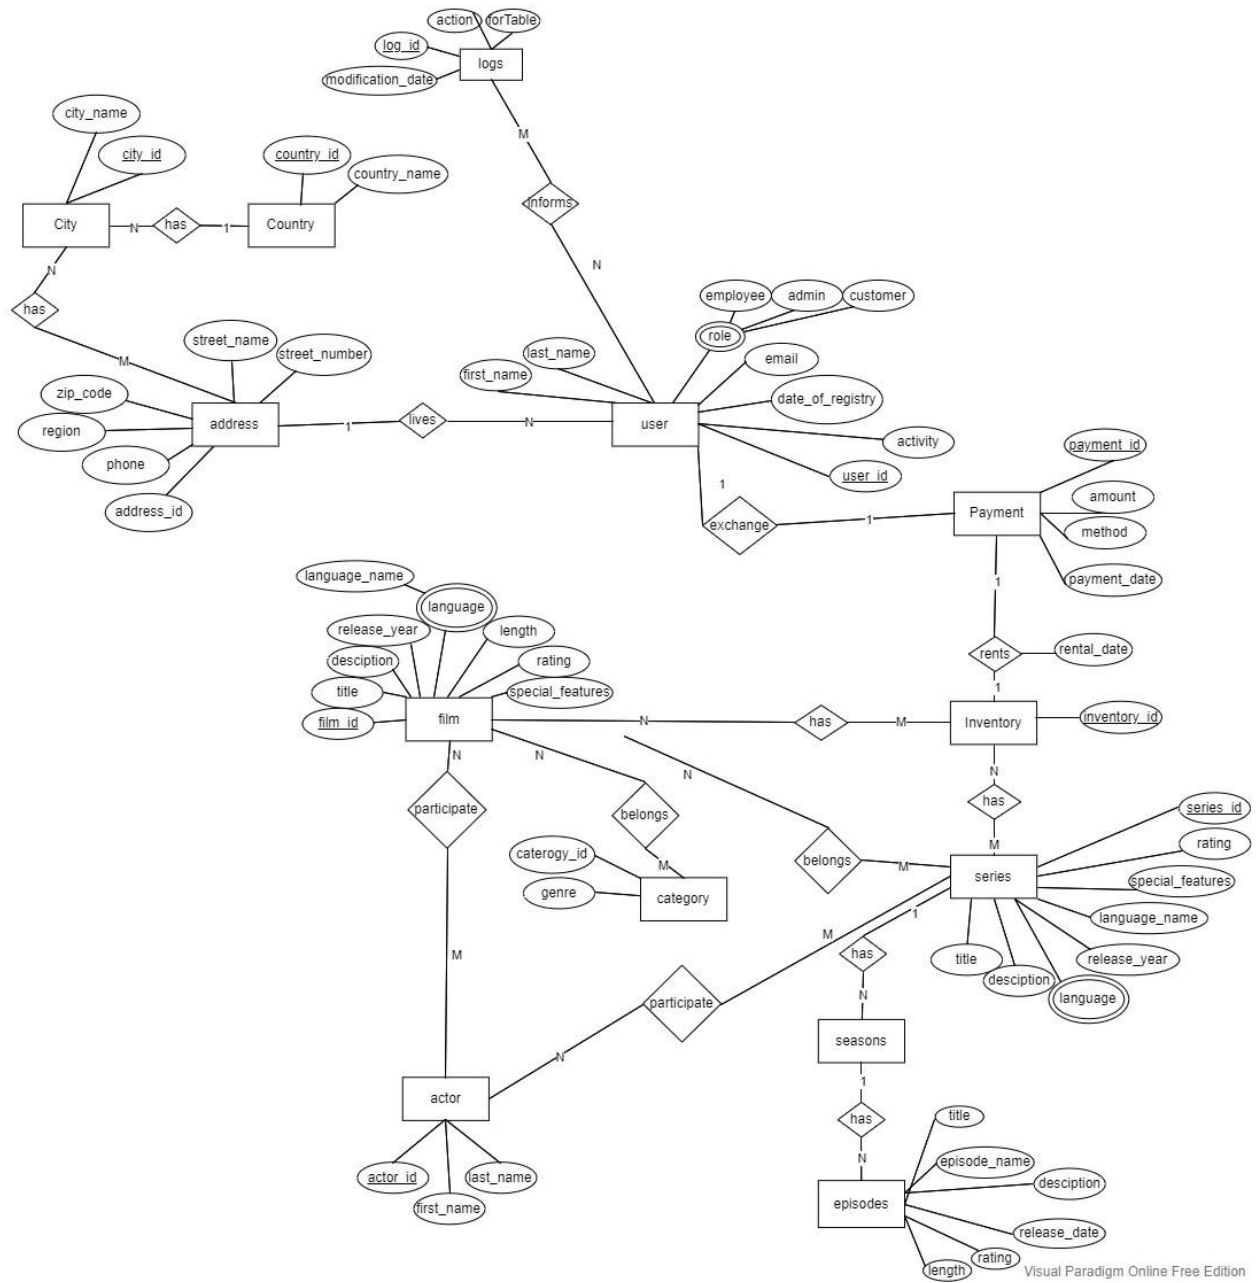 action
forTable
log_id
logs
modification_date
city_name
city_id
country_id
country_name
M
informs
City
N
has
1
Country
N
has
N
employee
admin
customer
role
street_name
street_number
M
last_name
email
first_name
zip_code
date_of_registry
region
address
1
lives
N
user
activity
phone
user_id
payment_id
address_id
1
exchange
1
Payment
amount
method
payment_date
language_name
language
1
release_year
length
desciption
rating
rents
rental_date
title
special_features
1
film_id
film
N
has
M
Inventory
inventory_id
N
N
N
N
participate
belongs
has
series_id
M
rating
caterogy_id
belongs
M
M
series
special_features
genre
category
1
language_name
M
M
has
title
release_year
desciption
language
N
participate
seasons
N
1
actor
has
title
N
episode_name
actor_id
last_name
desciption
first_name
episodes
release_date
rating
length
Visual Paradigm Online Free Edition